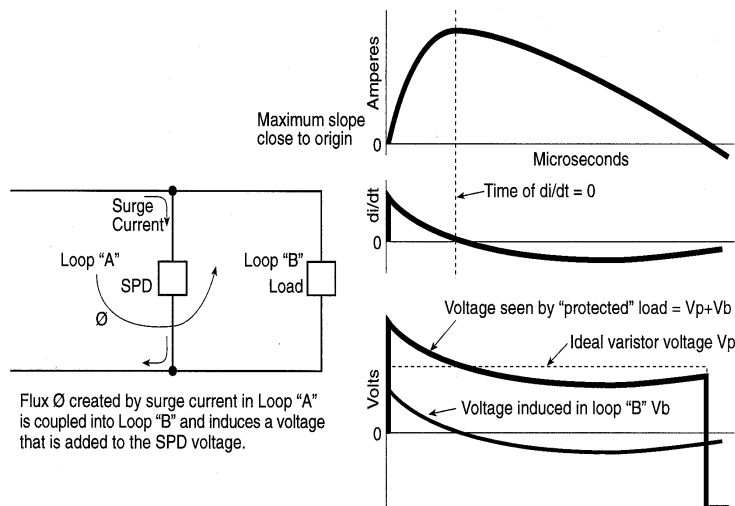 Surge
Current
Loop "A"
SPD
Loop "B"
Load
Ø
Flux Ø created by surge current in Loop "A"
is coupled into Loop "B" and induces a voltage
that is added to the SPD voltage.
Amperes
Maximum slope
close to origin
0
Microseconds
Time of di/dt = 0
di/dt
0
Voltage seen by "protected" load = Vp+Vb
Ideal varistor voltage Vp
Volts
Voltage induced in loop "B" Vb
0